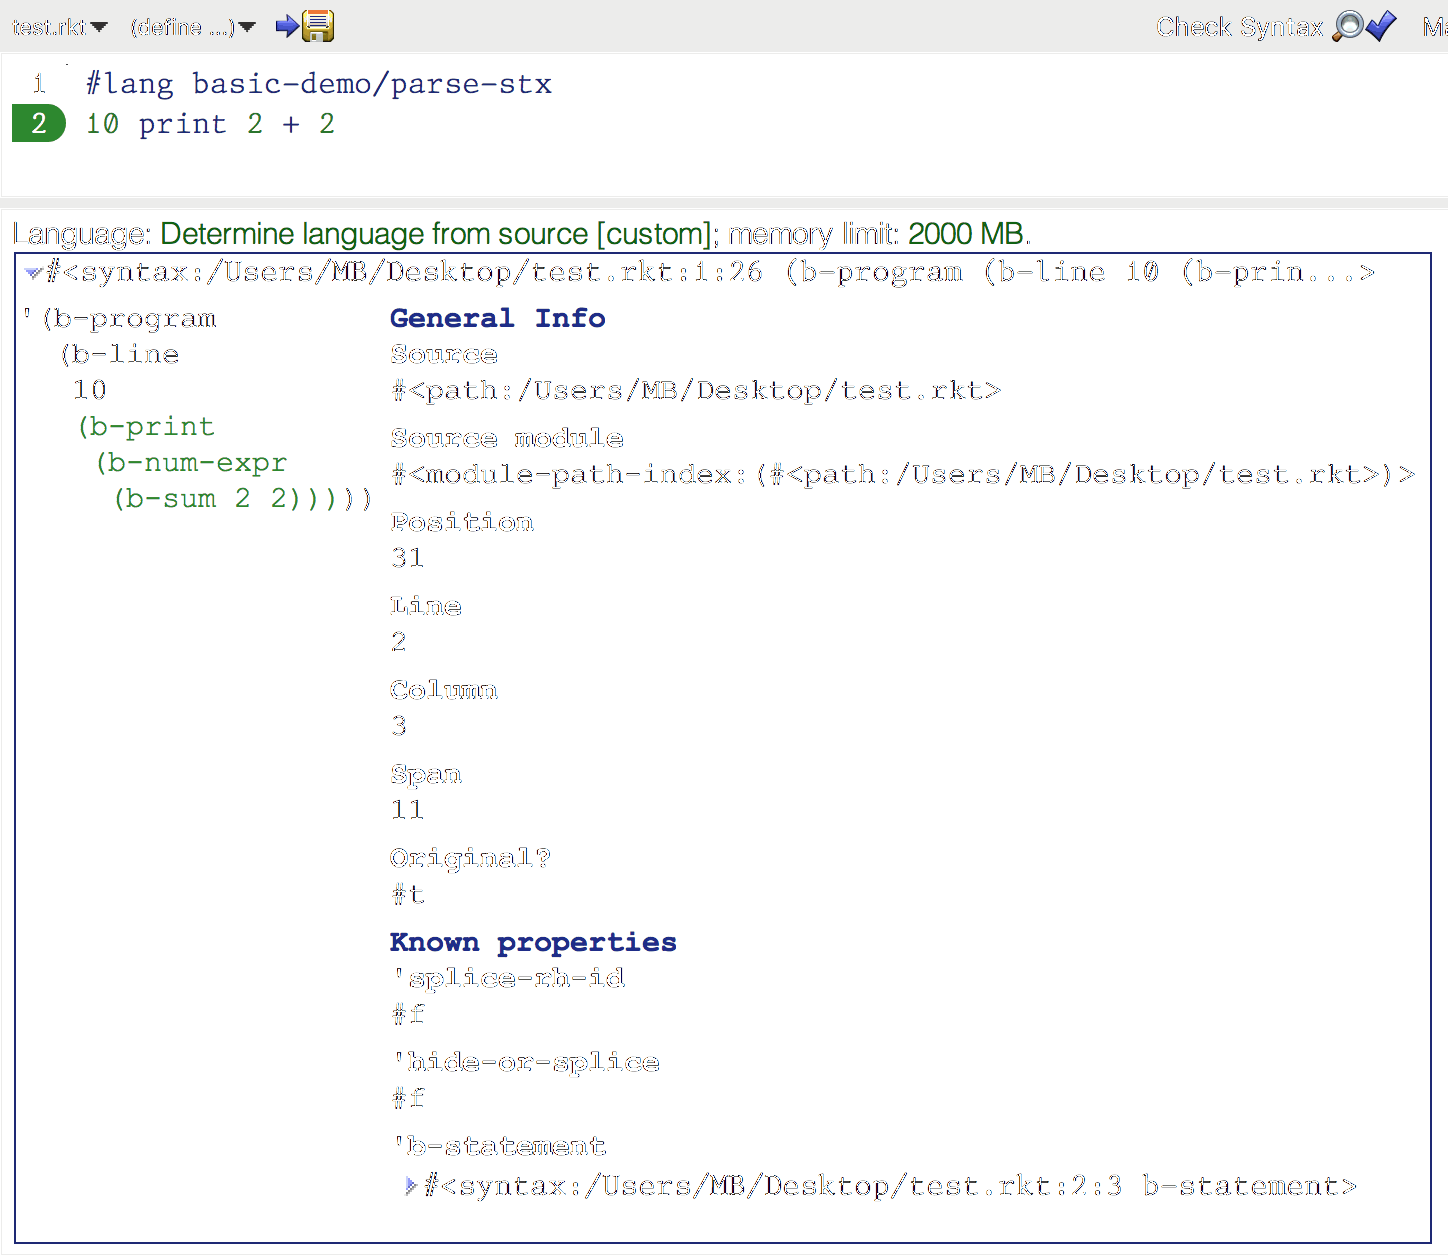 test.rkt (define ...) Check Syntax
1 #lang basic-demo/parse-stx
2 10 print 2 + 2
Language: Determine language from source [custom]; memory limit: 2000 MB.
#<syntax:/Users/MB/Desktop/test.rkt:1:26 (b-program (b-line 10 (b-prin...>
'(b-program
(b-line
10
(b-print
(b-num-expr
(b-sum 2 2)))))
General Info
Source
#<path:/Users/MB/Desktop/test.rkt>
Source module
#<module-path-index:(#<path:/Users/MB/Desktop/test.rkt>)>
Position
31
Line
2
Column
3
Span
11
Original?
#t
Known properties
'splice-rh-id
#f
'hide-or-splice
#f
'b-statement
#<syntax:/Users/MB/Desktop/test.rkt:2:3 b-statement>